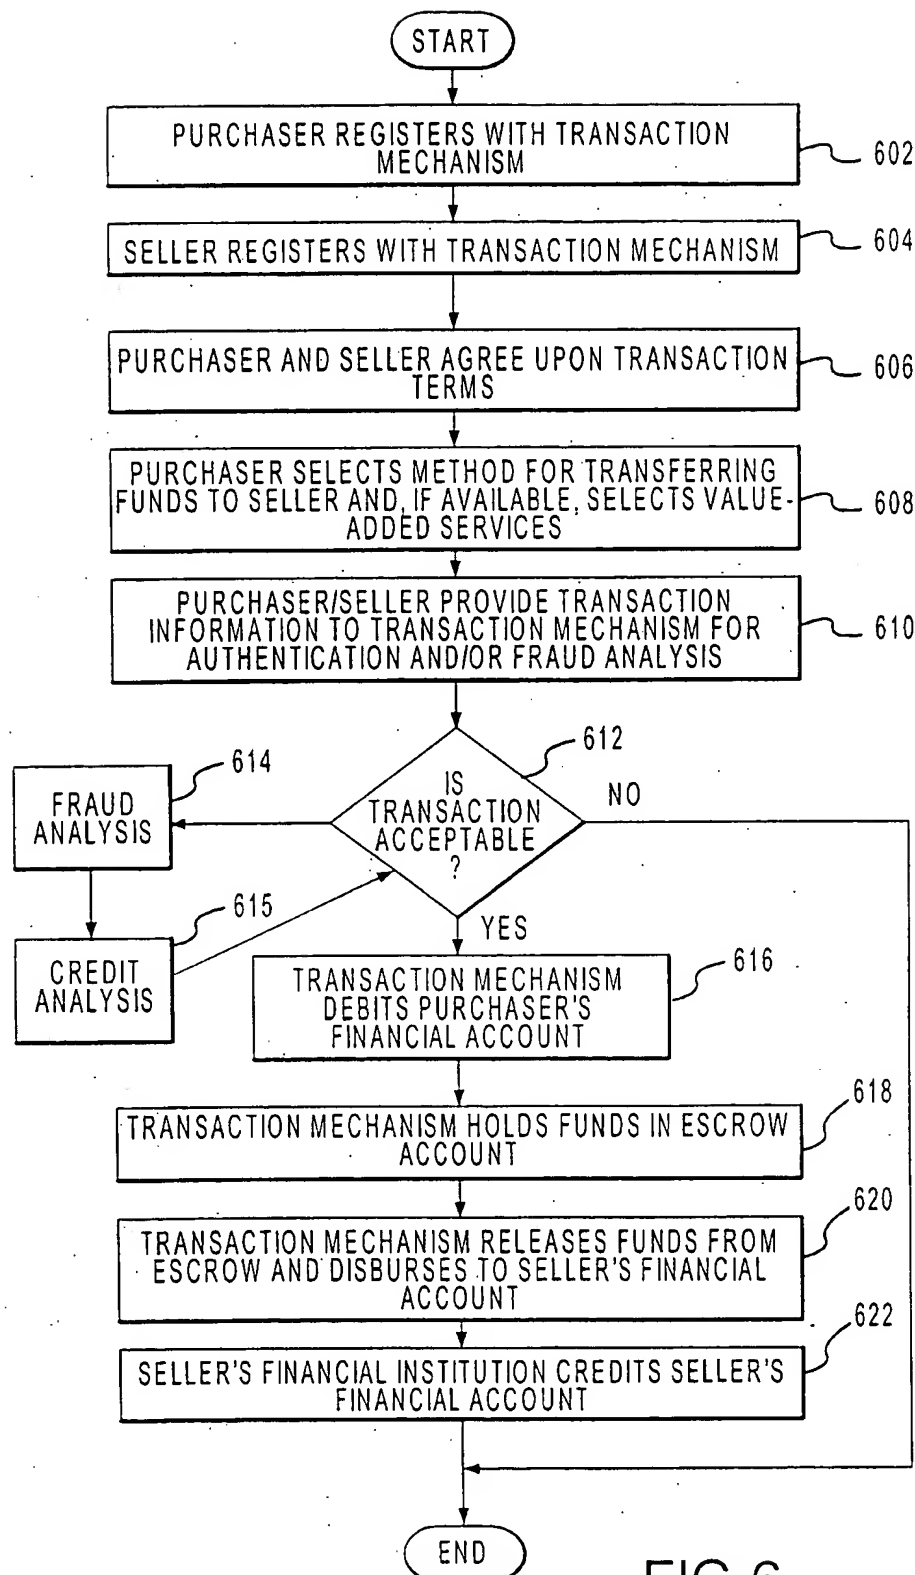 START
PURCHASER REGISTERS WITH TRANSACTION
MECHANISM
602
SELLER REGISTERS WITH TRANSACTION MECHANISM
604
PURCHASER AND SELLER AGREE UPON TRANSACTION
TERMS
606
PURCHASER SELECTS METHOD FOR TRANSFERRING
FUNDS TO SELLER AND, IF AVAILABLE, SELECTS VALUE-
ADDED SERVICES
608
PURCHASER/SELLER PROVIDE TRANSACTION
INFORMATION TO TRANSACTION MECHANISM FOR
AUTHENTICATION AND/OR FRAUD ANALYSIS
610
612
IS
TRANSACTION
ACCEPTABLE
?
NO
614
FRAUD
ANALYSIS
615
CREDIT
ANALYSIS
YES
616
TRANSACTION MECHANISM
DEBITS PURCHASER'S
FINANCIAL ACCOUNT
618
TRANSACTION MECHANISM HOLDS FUNDS IN ESCROW
ACCOUNT
620
TRANSACTION MECHANISM RELEASES FUNDS FROM
ESCROW AND DISBURSES TO SELLER'S FINANCIAL
ACCOUNT
622
SELLER'S FINANCIAL INSTITUTION CREDITS SELLER'S
FINANCIAL ACCOUNT
END
FIG.6